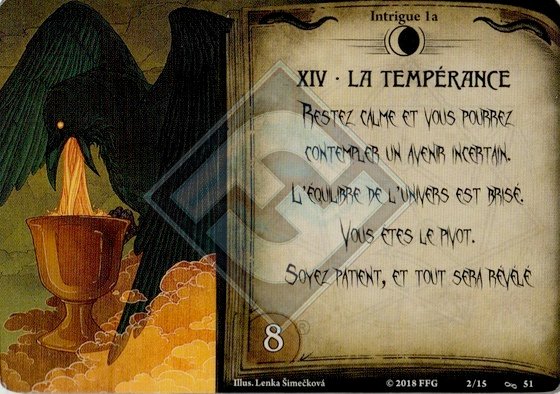 Intrigue 1a
XIV · LA TEMPÉRANCE
RESTEZ CALME ET VOUS POURREZ
CONTEMPLER UN AVENIR INCERTAIN.
L'ÉQUILIBRE DE L'UNIVERS EST BRISÉ.
VOUS ETES LE PIVOT.
SOYEZ PATIENT, ET TOUT SERA RÉVÉLÉ
8
Illus. Lenka Šimečková © 2018 FFG 2/15 51